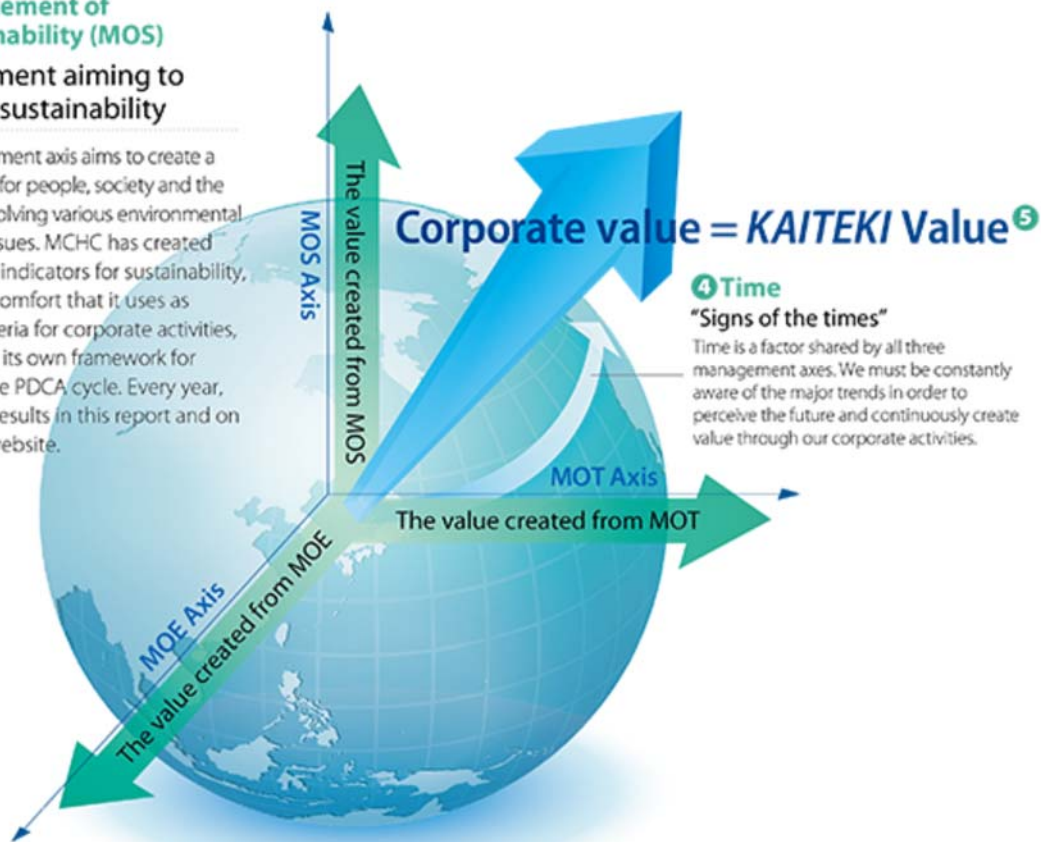 ement of
nability (MOS)
ment aiming to
sustainability
ment axis aims to create a
for people, society and the
olving various environmental
sues. MCHC has created
indicators for sustainability,
omfort that it uses as
eria for corporate activities,
its own framework for
e PDCA cycle. Every year,
esults in this report and on
ebsite.
MOS Axis
The value created from MOS
Corporate value = KAITEKI Value 5
4 Time
"Signs of the times"
Time is a factor shared by all three
management axes. We must be constantly
aware of the major trends in order to
perceive the future and continuously create
value through our corporate activities.
MOT Axis
The value created from MOT
MOE Axis
The value created from MOE